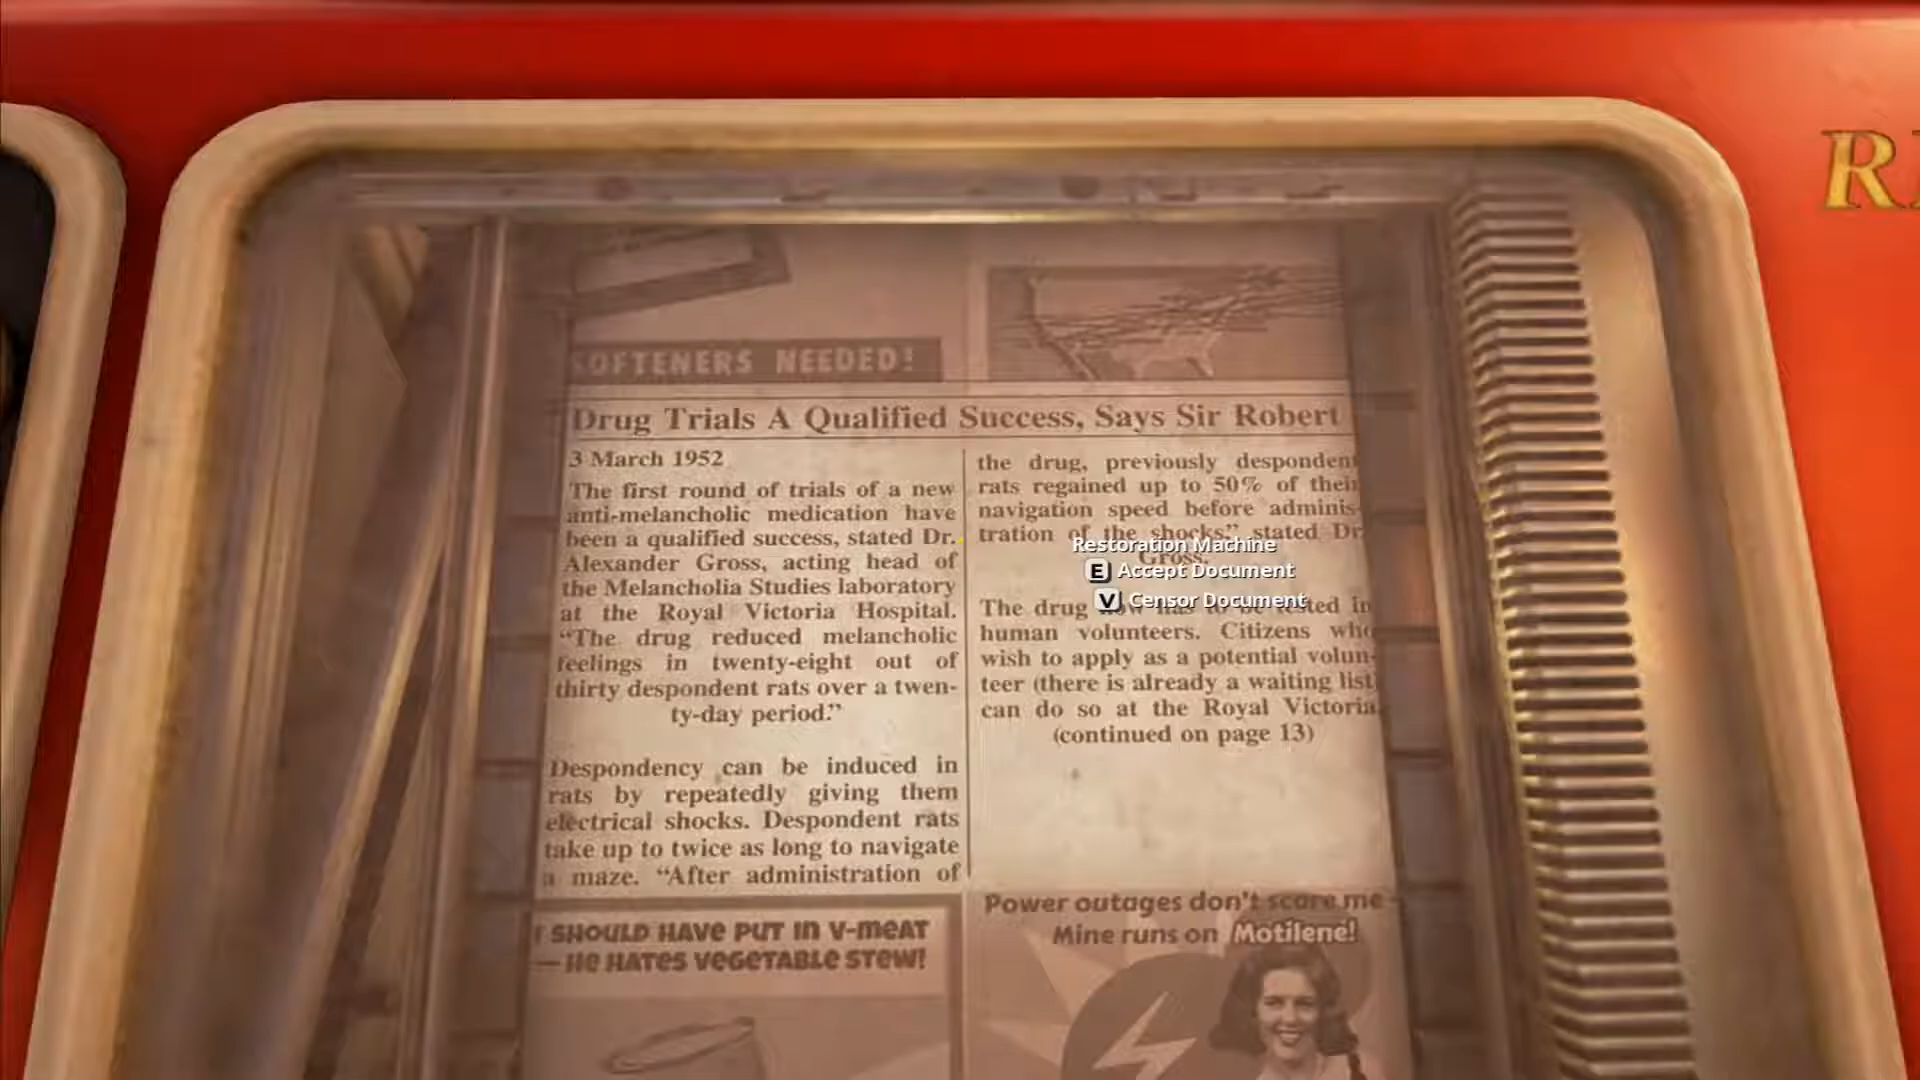 RE
SOFTENERS NEEDED!
Drug Trials A Qualified Success, Says Sir Robert
3 March 1952
The first round of trials of a new
anti-melancholic medication have
been a qualified success, stated Dr.
Alexander Gross, acting head of
the Melancholia Studies laboratory
at the Royal Victoria Hospital.
“The drug reduced melancholic
feelings in twenty-eight out of
thirty despondent rats over a twen-
ty-day period.”
Despondency can be induced in
rats by repeatedly giving them
electrical shocks. Despondent rats
take up to twice as long to navigate
a maze. “After administration of
the drug, previously despondent
rats regained up to 50% of their
navigation speed before adminis-
tration of the shocks,” stated Dr.
Gross.
The drug now has to be tested in
human volunteers. Citizens who
wish to apply as a potential volun-
teer (there is already a waiting list)
can do so at the Royal Victoria
(continued on page 13)
Restoration Machine
E Accept Document
V Censor Document
I SHOULD HAVE PUT IN V-MEAT
— HE HATES VEGETABLE STEW!
Power outages don't scare me -
Mine runs on Motilene!